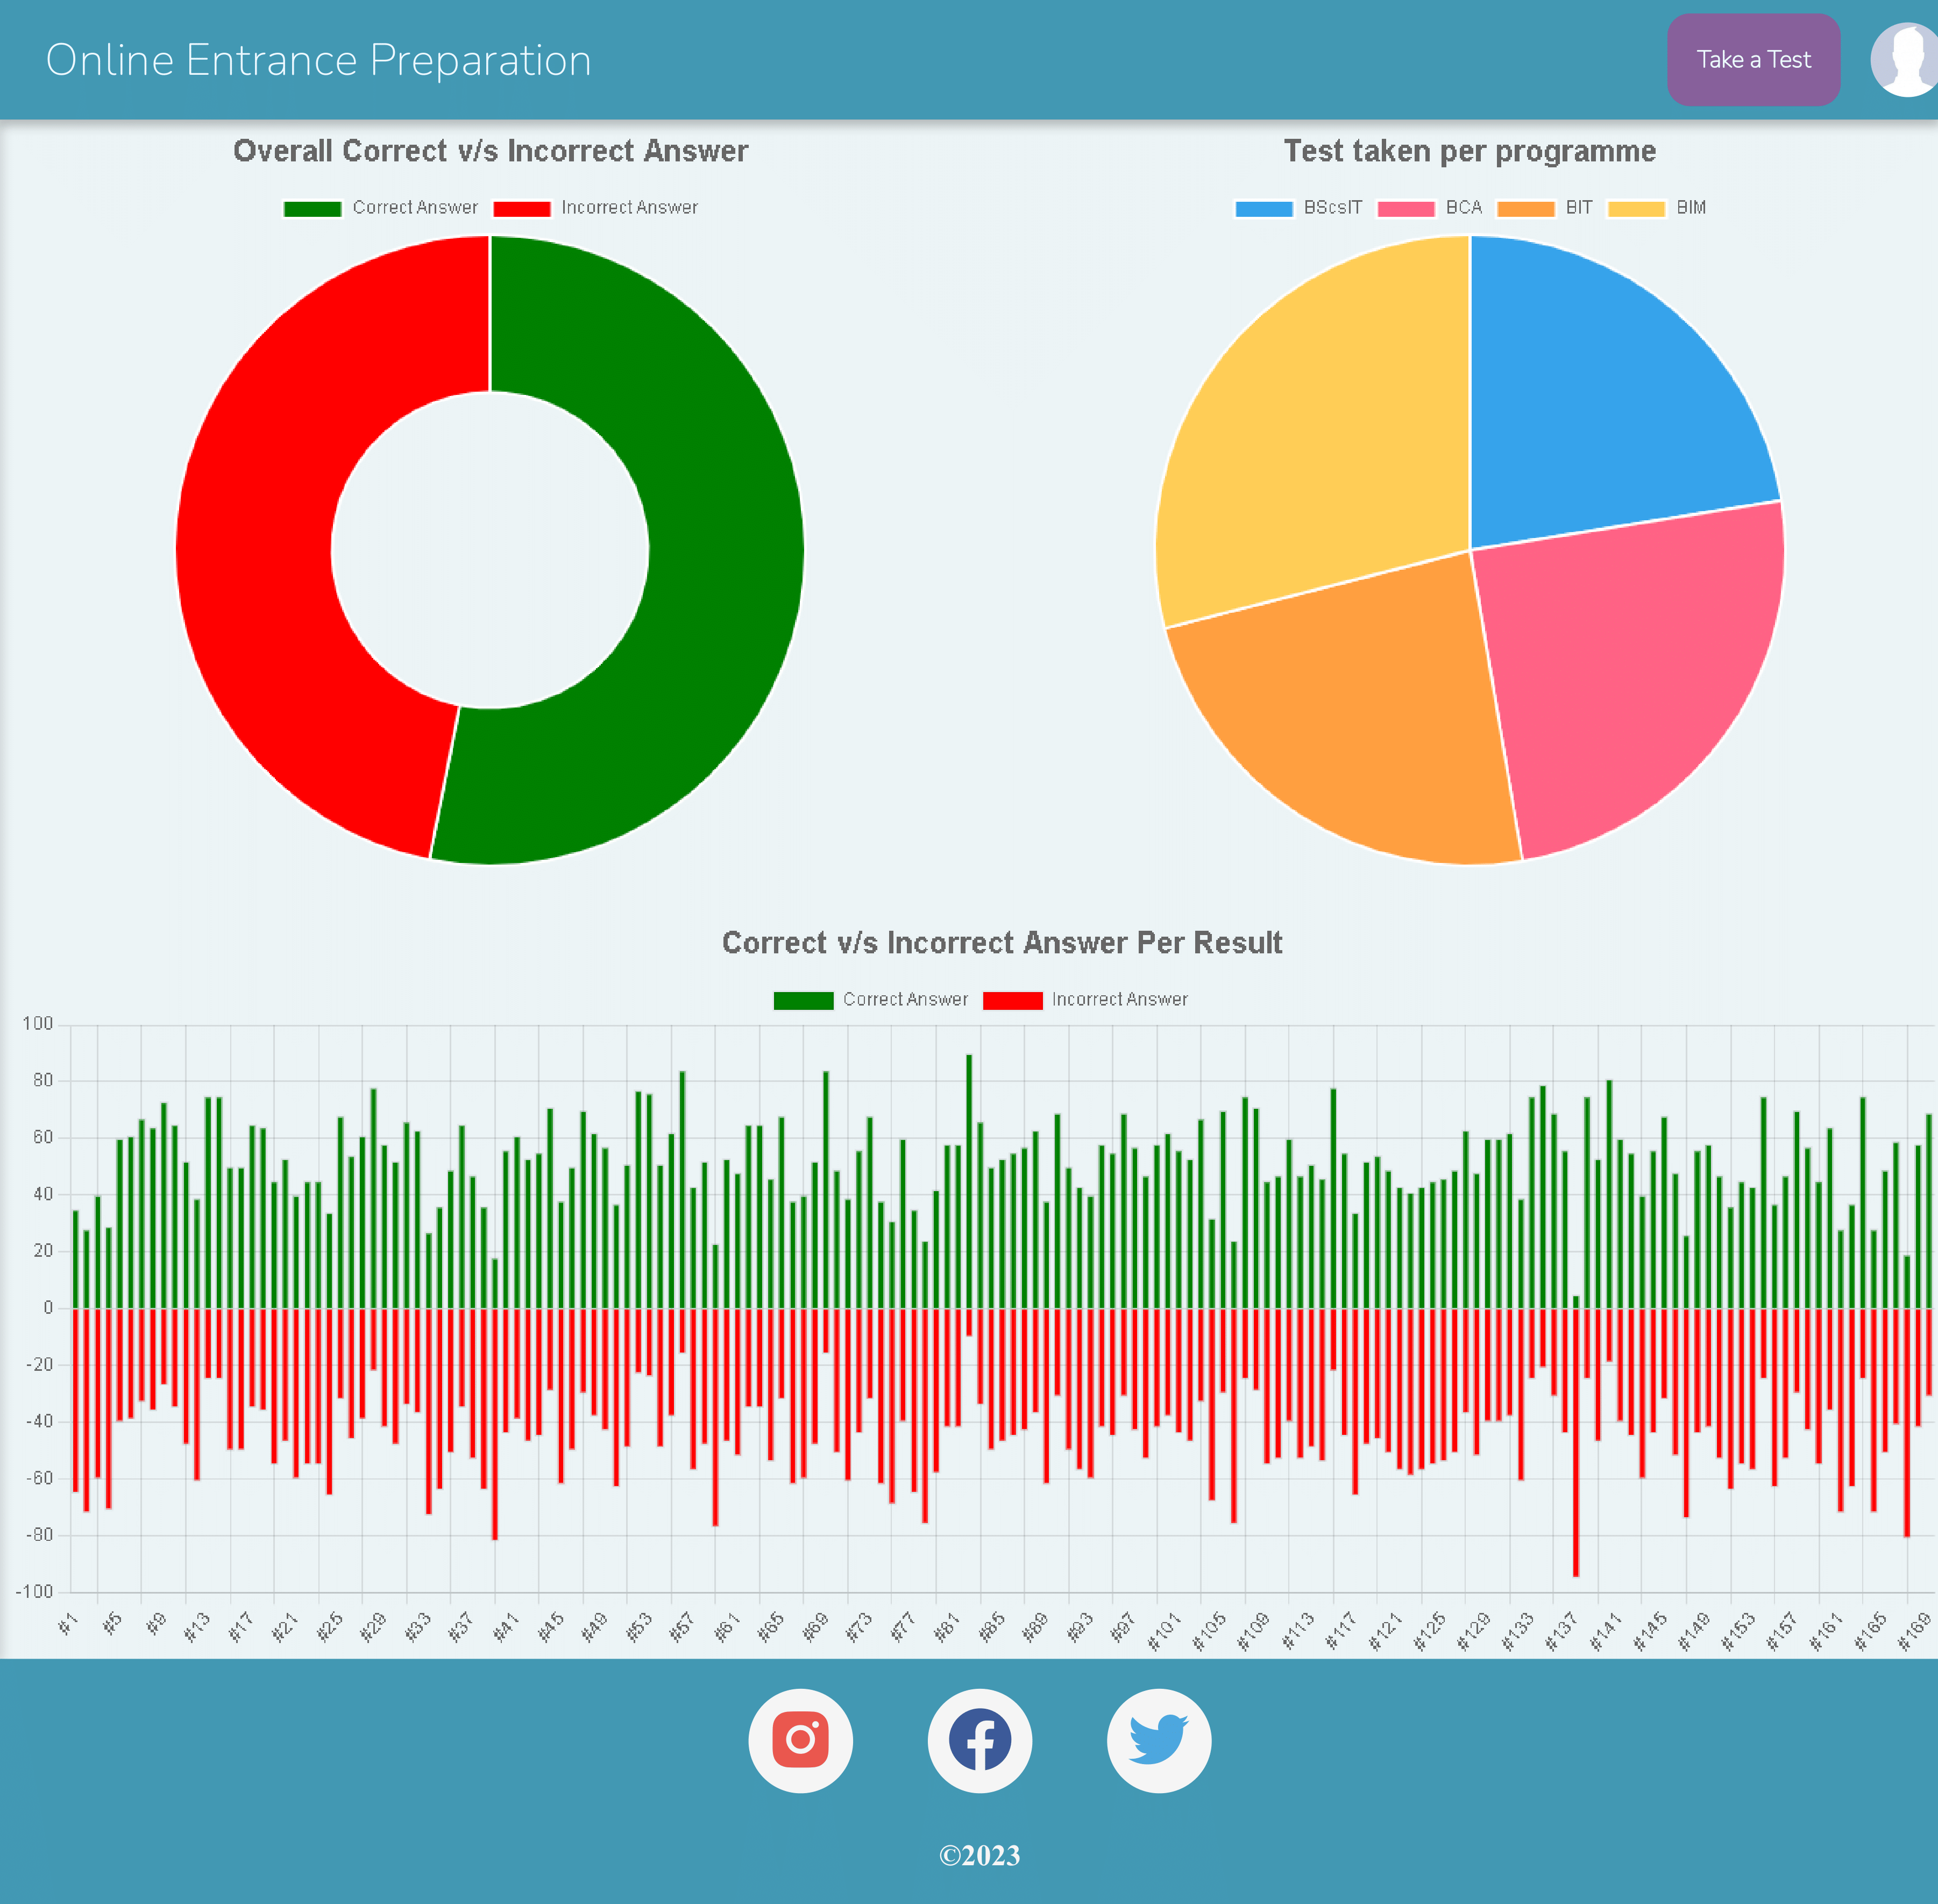 Online Entrance Preparation
Take a Test
Overall Correct v/s Incorrect Answer
Correct Answer Incorrect Answer
Test taken per programme
BScsIT BCA BIT BIM
Correct v/s Incorrect Answer Per Result
Correct Answer Incorrect Answer
100
80
60
40
20
0
-20
-40
-60
-80
-100
#1 #5 #9 #13 #17 #21 #25 #29 #33 #37 #41 #45 #49 #53 #57 #61 #65 #69 #73 #77 #81 #85 #89 #93 #97 #101 #105 #109 #113 #117 #121 #125 #129 #133 #137 #141 #145 #149 #153 #157 #161 #165 #169
©2023